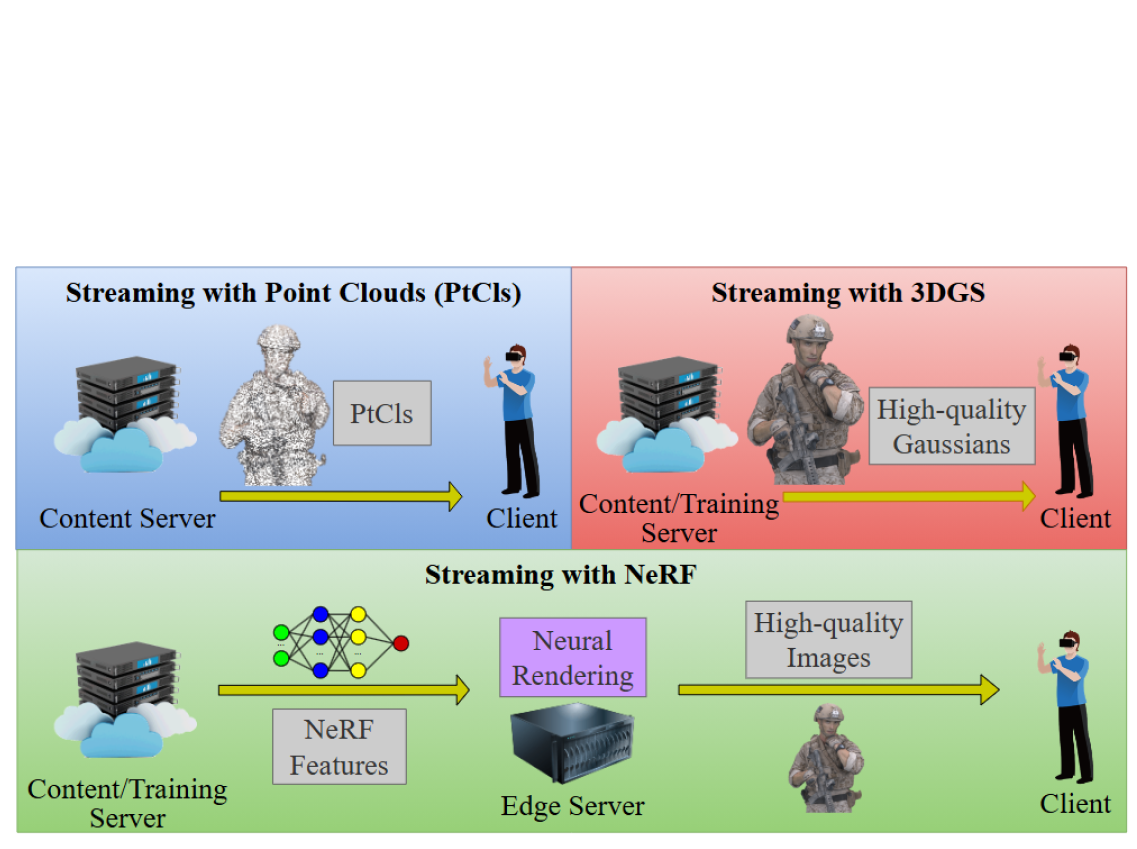 Streaming with Point Clouds (PtCls)
PtCls
Content Server
Client
Streaming with 3DGS
High-quality
Gaussians
Content/Training
Server
Client
Streaming with NeRF
NeRF
Features
Content/Training
Server
Neural
Rendering
Edge Server
High-quality
Images
Client